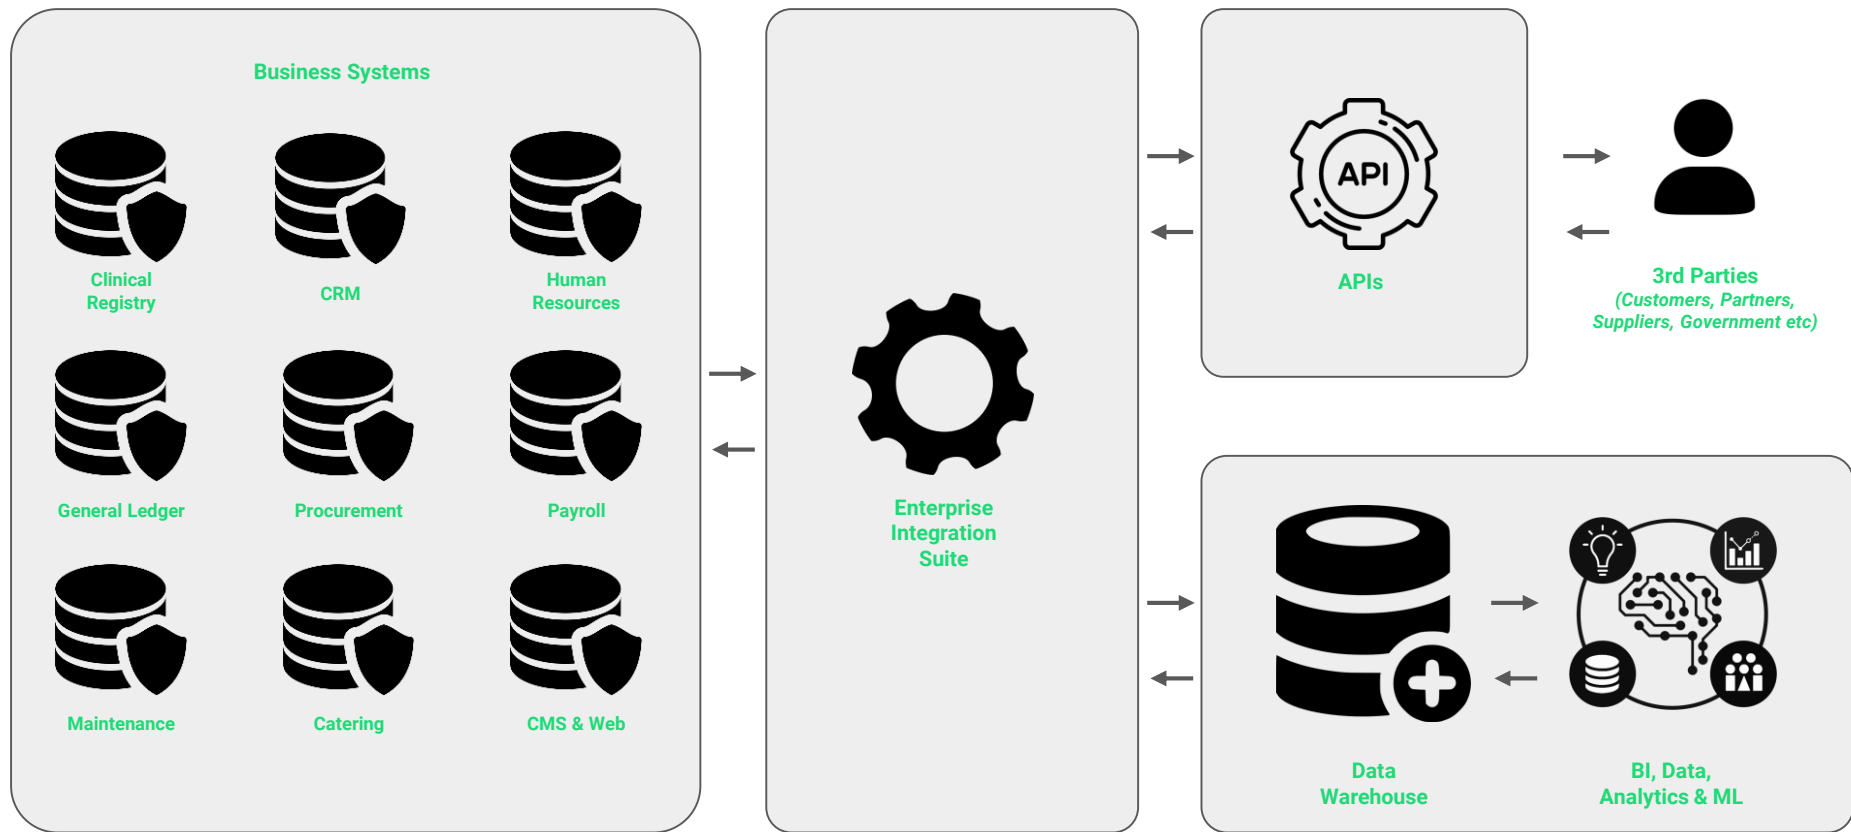 Business Systems
Clinical
Registry
CRM
Human
Resources
General Ledger
Procurement
Payroll
Maintenance
Catering
CMS & Web
Enterprise
Integration
Suite
API
APIs
3rd Parties
(Customers, Partners,
Suppliers, Government etc)
Data
Warehouse
BI, Data,
Analytics & ML